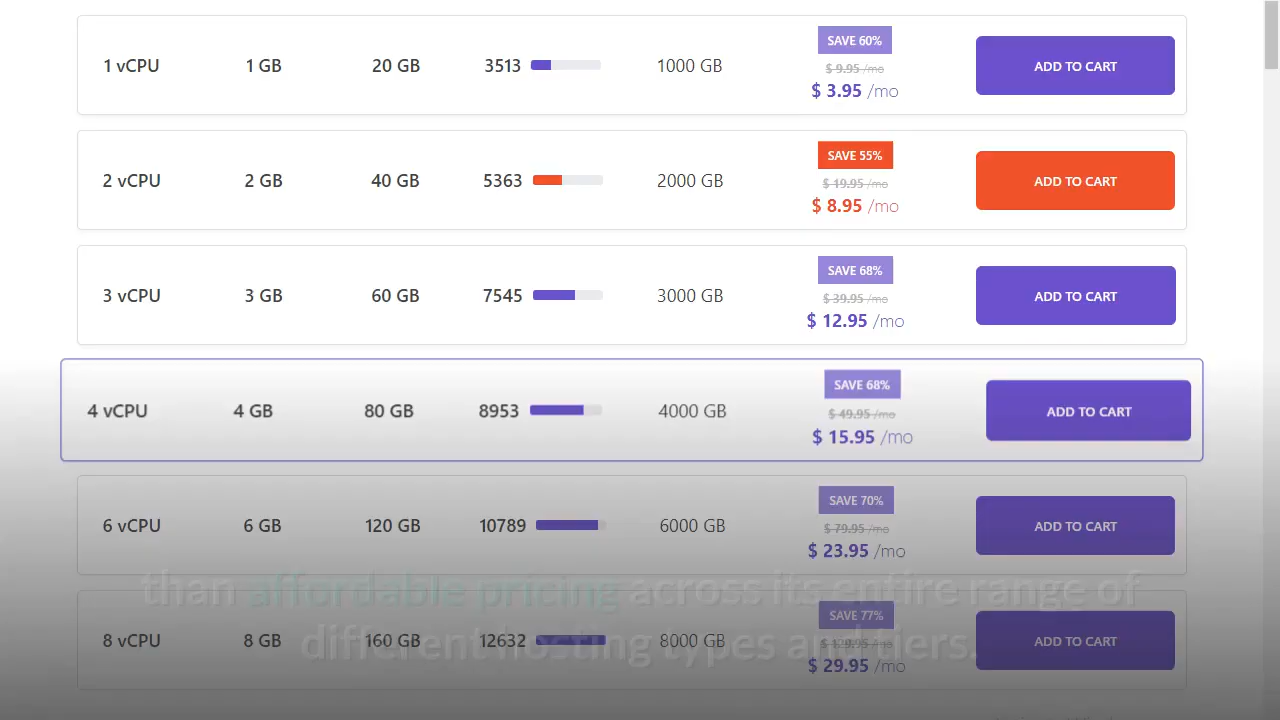 SAVE 60%
1 vCPU 1 GB 20 GB 3513 1000 GB $ 9.95 /mo ADD TO CART
$ 3.95 /mo
SAVE 55%
2 vCPU 2 GB 40 GB 5363 2000 GB $ 19.95 /mo ADD TO CART
$ 8.95 /mo
SAVE 68%
3 vCPU 3 GB 60 GB 7545 3000 GB $ 39.95 /mo ADD TO CART
$ 12.95 /mo
SAVE 68%
4 vCPU 4 GB 80 GB 8953 4000 GB $ 49.95 /mo ADD TO CART
$ 15.95 /mo
SAVE 70%
6 vCPU 6 GB 120 GB 10789 6000 GB $ 79.95 /mo ADD TO CART
$ 23.95 /mo
than affordable pricing across its entire range of
SAVE 77%
8 vCPU 8 GB 160 GB 12632 8000 GB $ 129.95 /mo ADD TO CART
different hosting types and tiers.
$ 29.95 /mo